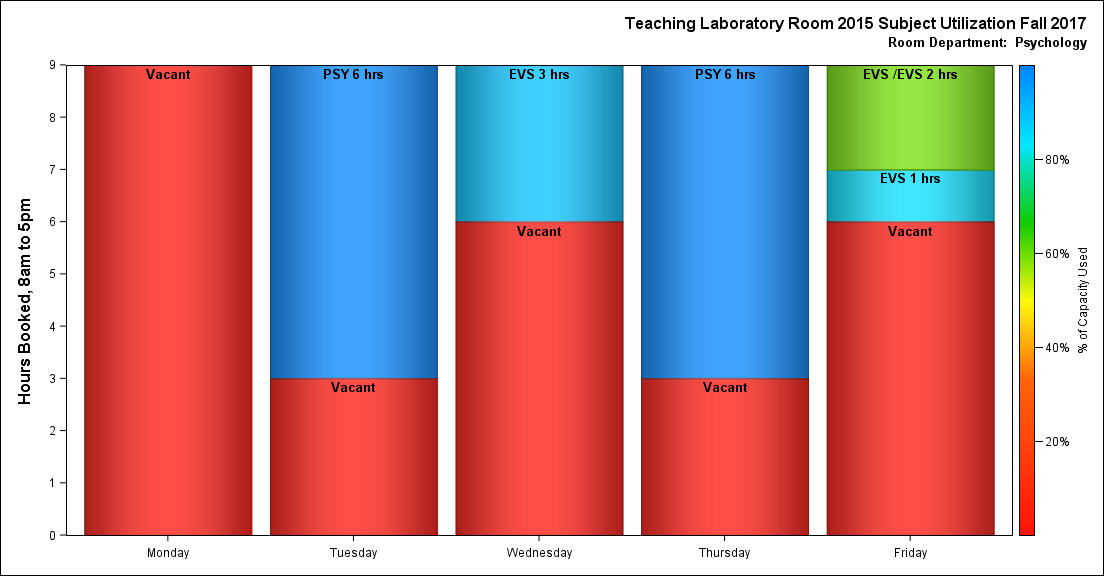 Teaching Laboratory Room 2015 Subject Utilization Fall 2017
Room Department:  Psychology
Hours Booked, 8am to 5pm
9
8
7
6
5
4
3
2
1
0
Vacant
PSY 6 hrs
Vacant
EVS 3 hrs
Vacant
PSY 6 hrs
Vacant
EVS /EVS 2 hrs
EVS 1 hrs
Vacant
Monday
Tuesday
Wednesday
Thursday
Friday
80%
60%
40%
20%
% of Capacity Used